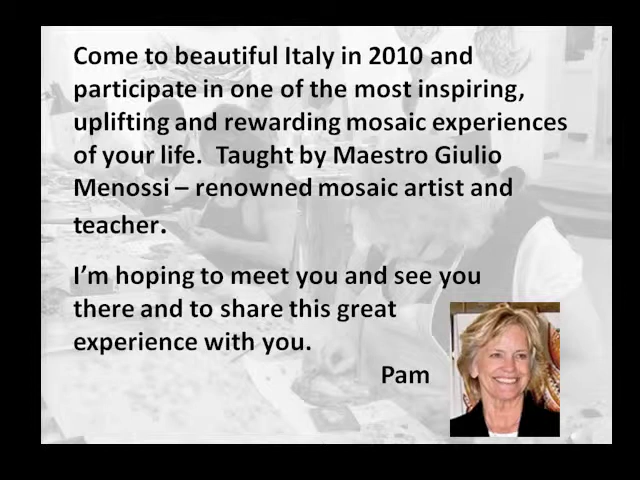 Come to beautiful Italy in 2010 and
participate in one of the most inspiring,
uplifting and rewarding mosaic experiences
of your life.  Taught by Maestro Giulio
Menossi – renowned mosaic artist and
teacher.
I’m hoping to meet you and see you
there and to share this great
experience with you.
Pam